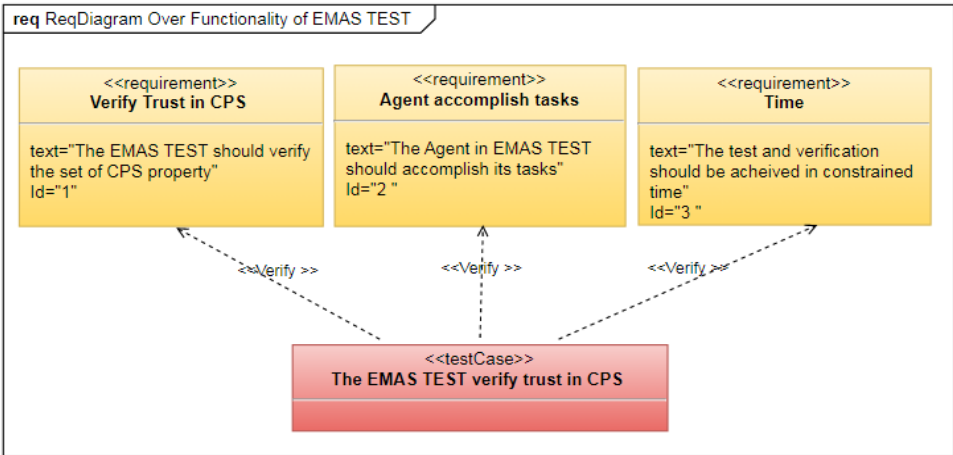 req ReqDiagram Over Functionality of EMAS TEST
<<requirement>>
Verify Trust in CPS
text="The EMAS TEST should verify
the set of CPS property"
Id="1"
<<requirement>>
Agent accomplish tasks
text="The Agent in EMAS TEST
should accomplish its tasks"
Id="2 "
<<requirement>>
Time
text="The test and verification
should be acheived in constrained
time"
Id="3 "
<<Verify >>
<<Verify >>
<<Verify >>
<<testCase>>
The EMAS TEST verify trust in CPS